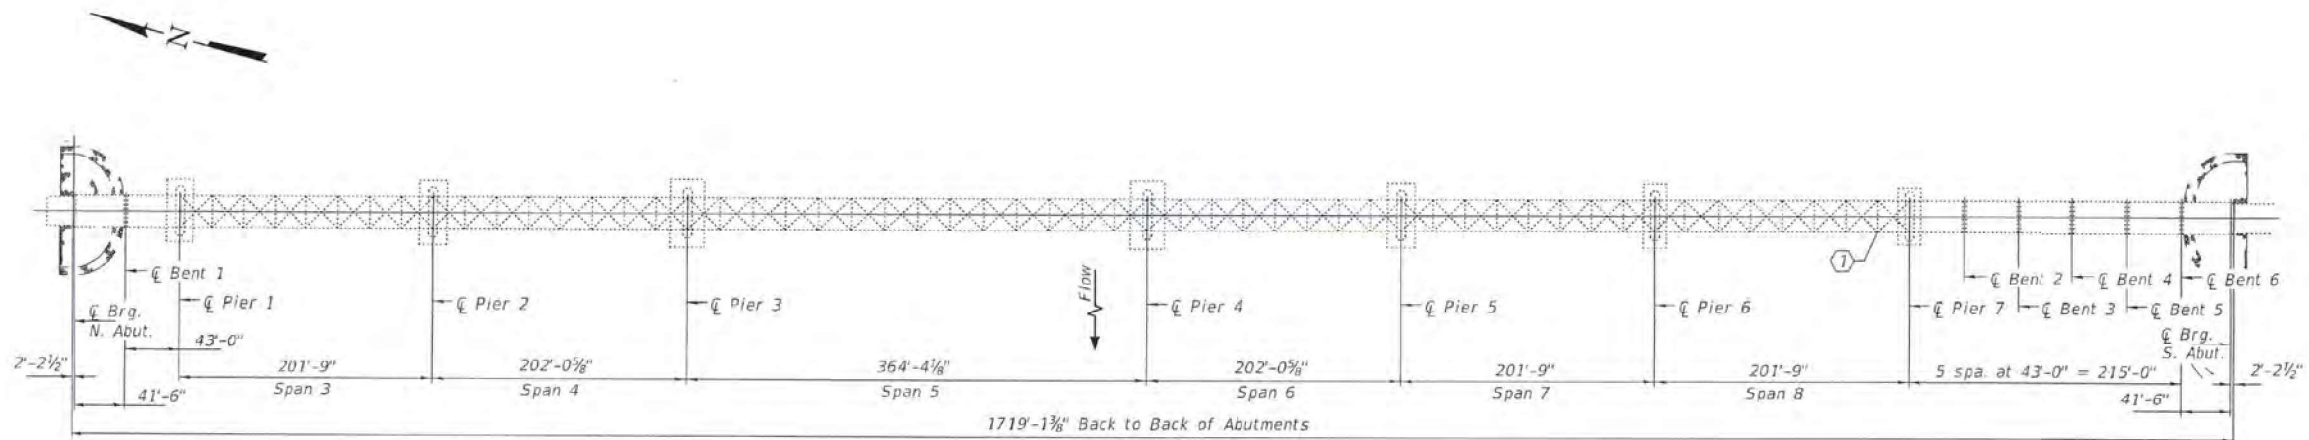 N
℄ Bent 1
℄ Pier 1
℄ Pier 2
℄ Pier 3
Flow
℄ Pier 4
℄ Pier 5
℄ Pier 6
1
℄ Bent 2
℄ Bent 4
℄ Bent 6
℄ Pier 7
℄ Bent 3
℄ Bent 5
℄ Brg.
N. Abut.
℄ Brg.
S. Abut.
43'-0"
2'-2½"
201'-9"
202'-0⅝"
364'-4⅛"
202'-0⅝"
201'-9"
201'-9"
5 spa. at 43'-0" = 215'-0"
2'-2½"
41'-6"
Span 3
Span 4
Span 5
Span 6
Span 7
Span 8
41'-6"
1719'-1⅜" Back to Back of Abutments